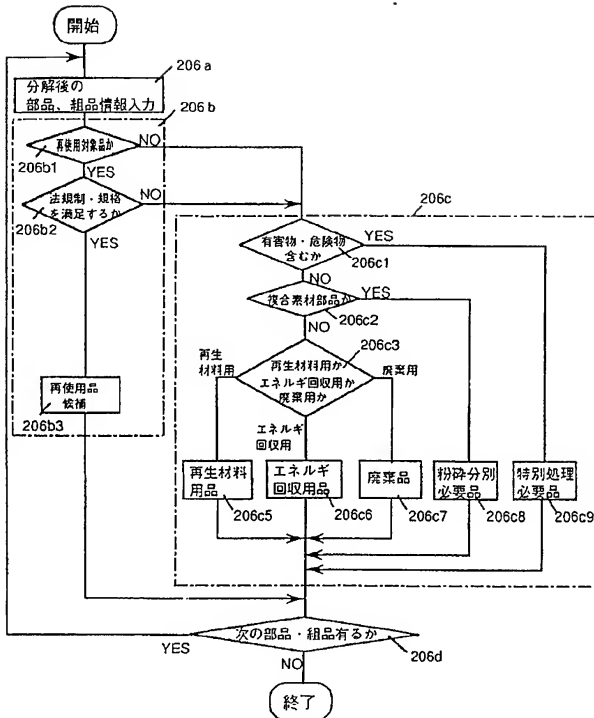 開始
206a
分解後の
部品、組品情報入力
206b
再使用対象品か
NO
206b1
YES
法規制・規格
を満足するか
NO
206b2
YES
206c
有害物・危険物
含むか
YES
206c1
NO
複合素材部品か
YES
206c2
NO
206c3
再生
材料用
再生材料用か
エネルギ回収用か
廃棄用か
廃棄用
再使用品
候補
206b3
エネルギ
回収用
再生材料
用品
206c5
エネルギ
回収用品
206c6
廃棄品
206c7
粉砕分別
必要品
206c8
特別処理
必要品
206c9
次の部品・組品有るか
YES
206d
NO
終了